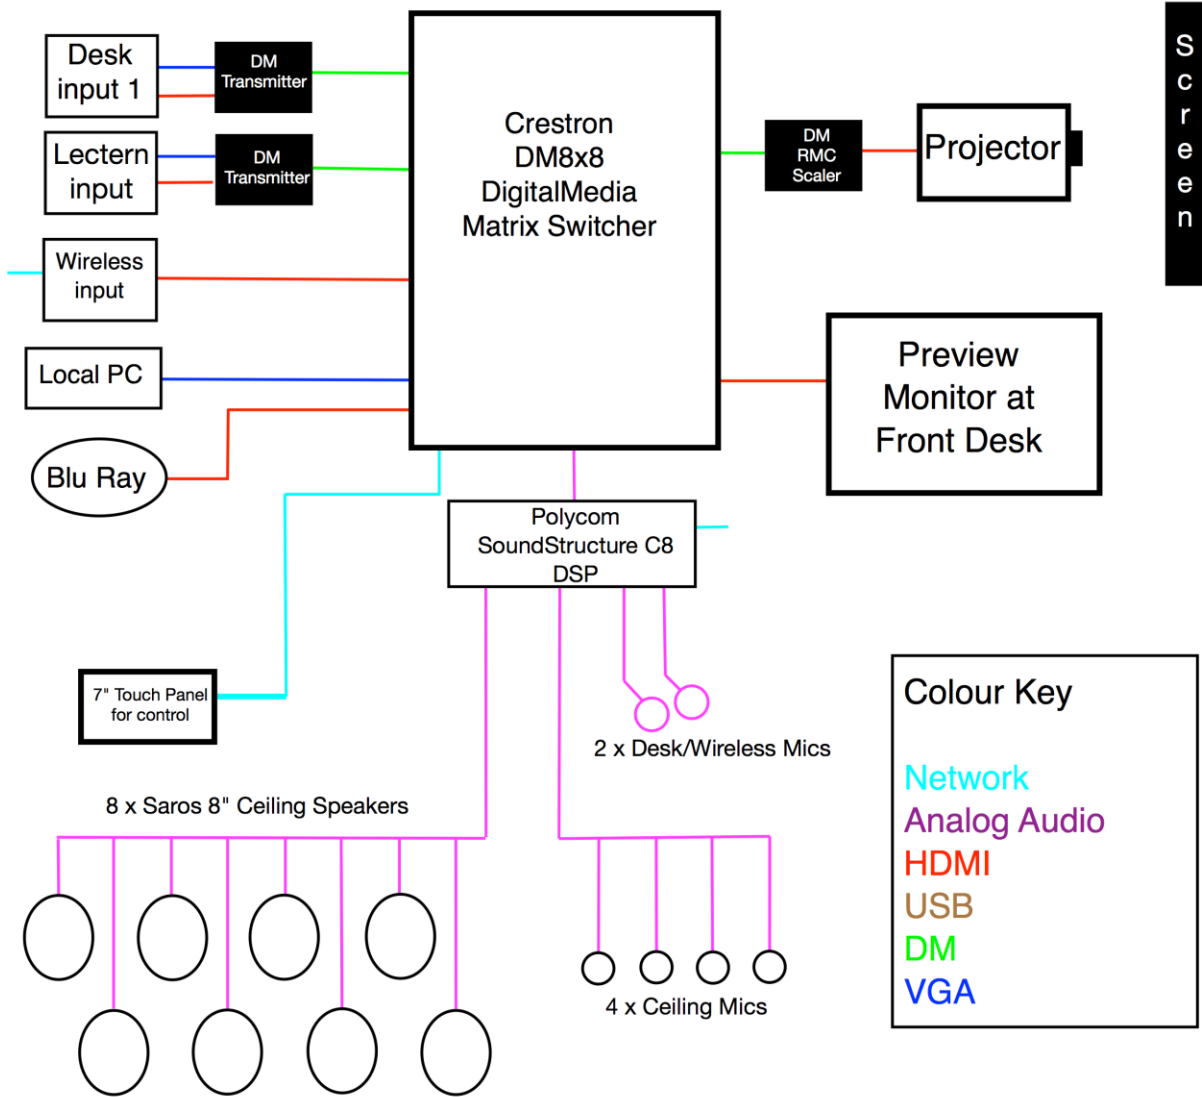 Desk
input 1
DM
Transmitter
Lectern
input
DM
Transmitter
Wireless
input
Local PC
Blu Ray
Crestron
DM8x8
DigitalMedia
Matrix Switcher
DM
RMC
Scaler
Projector
Screen
Preview
Monitor at
Front Desk
Polycom
SoundStructure C8
DSP
7" Touch Panel
for control
2 x Desk/Wireless Mics
8 x Saros 8" Ceiling Speakers
4 x Ceiling Mics
Colour Key
Network
Analog Audio
HDMI
USB
DM
VGA